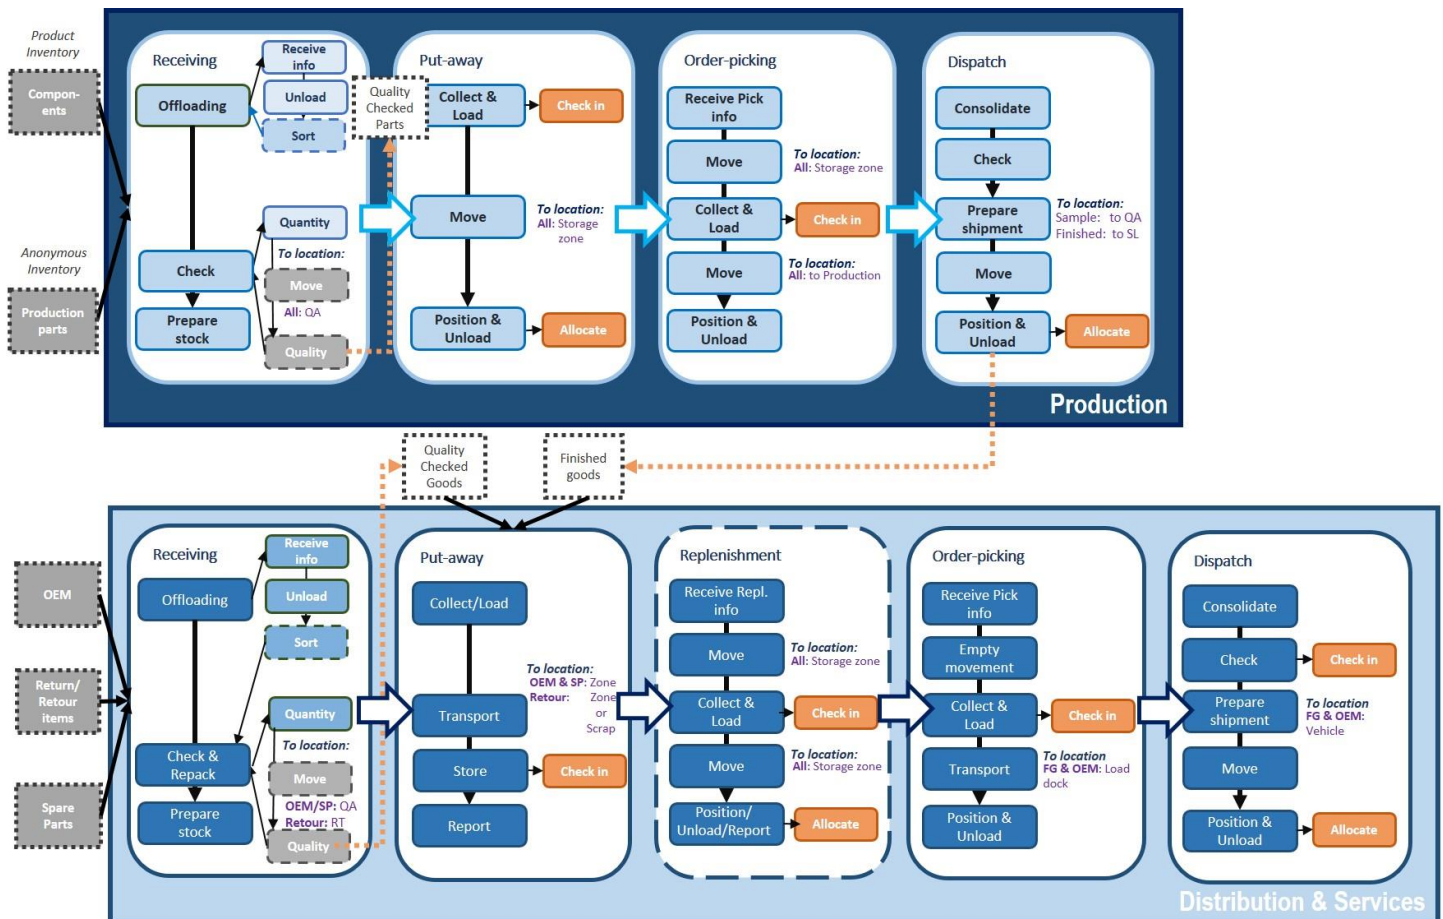 Product
Inventory
Compon-
ents
Anonymous
Inventory
Production
parts
Receiving
Offloading
Receive
info
Unload
Sort
Quantity
To location:
Check
Move
All: QA
Prepare
stock
Quality
Quality
Checked
Parts
Put-away
Collect &
Load
Check in
Move
To location:
All: Storage
zone
Position &
Unload
Allocate
Order-picking
Receive Pick
info
Move
To location:
All: Storage zone
Collect &
Load
Check in
Move
To location:
All: to Production
Position &
Unload
Dispatch
Consolidate
Check
Prepare
shipment
To location:
Sample: to QA
Finished: to SL
Move
Position &
Unload
Allocate
Production
Quality
Checked
Goods
Finished
goods
OEM
Return/
Retour
items
Spare
Parts
Receiving
Offloading
Receive
info
Unload
Sort
Quantity
To location:
Check &
Repack
Move
OEM/SP: QA
Retour: RT
Prepare
stock
Quality
Put-away
Collect/Load
To location:
OEM & SP: Zone
Retour: Zone
or
Scrap
Transport
Store
Check in
Report
Replenishment
Receive Repl.
info
Move
To location:
All: Storage zone
Collect &
Load
Check in
Move
To location:
All: Storage zone
Position/
Unload/Report
Allocate
Order-picking
Receive Pick
info
Empty
movement
Collect &
Load
Check in
Transport
To location
FG & OEM: Load
dock
Position &
Unload
Dispatch
Consolidate
Check
Check in
Prepare
shipment
To location
FG & OEM:
Vehicle
Move
Position &
Unload
Allocate
Distribution & Services